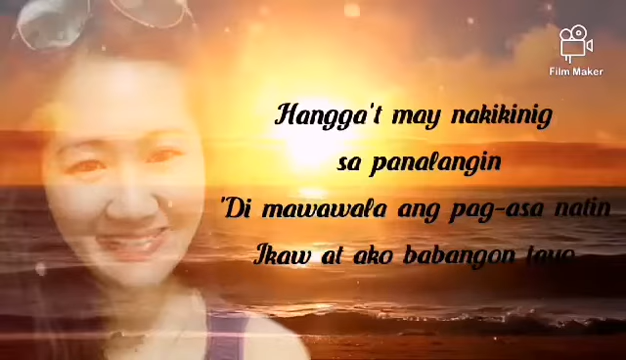 Film Maker
Hangga't may nakikinig
sa panalangin
'Di mawawala ang pag-asa natin
Ikaw at ako babangon tayo